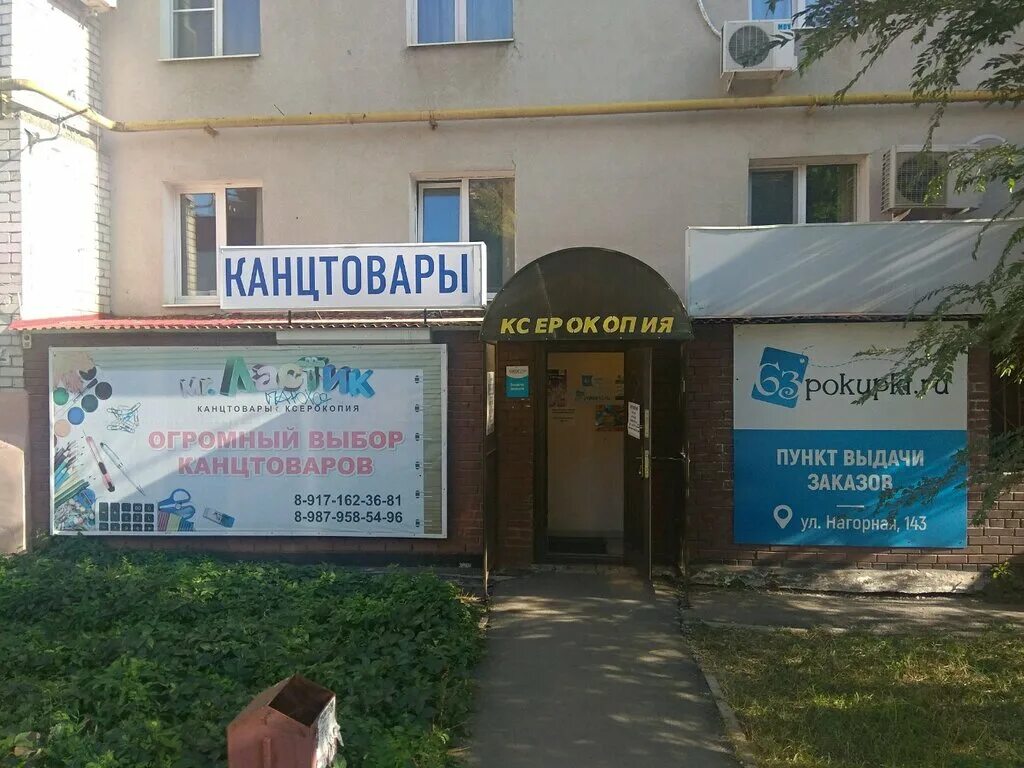 КАНЦТОВАРЫ
КСЕРОКОПИЯ
Mr. Ластик
КАНЦТОВАРЫ КСЕРОКОПИЯ
ОГРОМНЫЙ ВЫБОР
КАНЦТОВАРОВ
8-917-162-36-81
8-987-958-54-96
63pokupki.ru
ПУНКТ ВЫДАЧИ
ЗАКАЗОВ
ул. Нагорная, 143